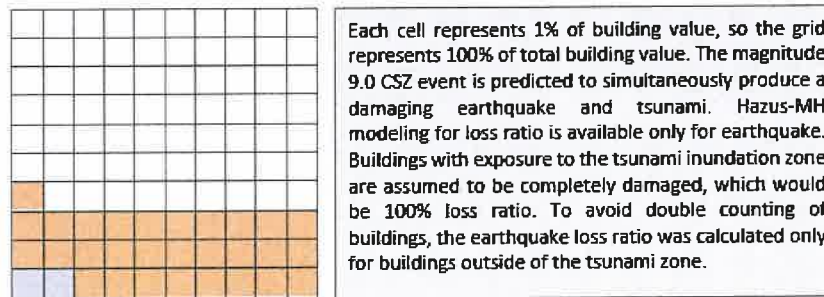 Each cell represents 1% of building value, so the grid
represents 100% of total building value. The magnitude
9.0 CSZ event is predicted to simultaneously produce a
damaging earthquake and tsunami. Hazus-MH
modeling for loss ratio is available only for earthquake.
Buildings with exposure to the tsunami inundation zone
are assumed to be completely damaged, which would
be 100% loss ratio. To avoid double counting of
buildings, the earthquake loss ratio was calculated only
for buildings outside of the tsunami zone.